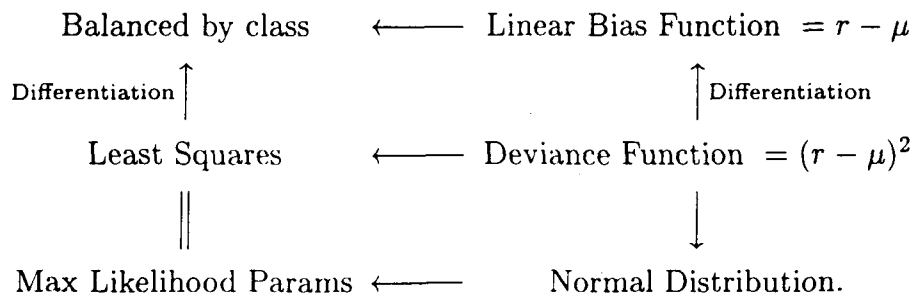 Balanced by class ← Linear Bias Function = r − μ
Differentiation ↑ ↑ Differentiation
Least Squares ← Deviance Function = (r − μ)²
‖ ↓
Max Likelihood Params ← Normal Distribution.